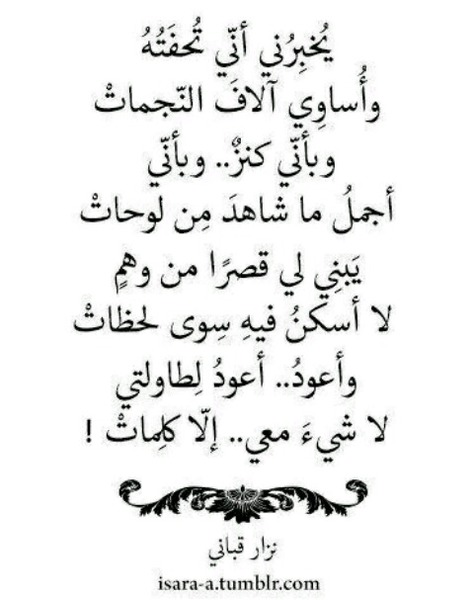 يُخبِرُني أنّي تُحفَتُهُ
وأُساوِي آلافَ النّجماتْ
وبأنّي كنزٌ.. وبأنّي
أجملُ ما شاهدَ مِن لوحاتْ
يَبنِي لي قصرًا من وهمٍ
لا أسكنُ فيهِ سِوى لحظاتْ
وأعودُ.. أعودُ لِطاولتي
لا شيءَ معي.. إلّا كلِماتْ !
نزار قباني
isara-a.tumblr.com